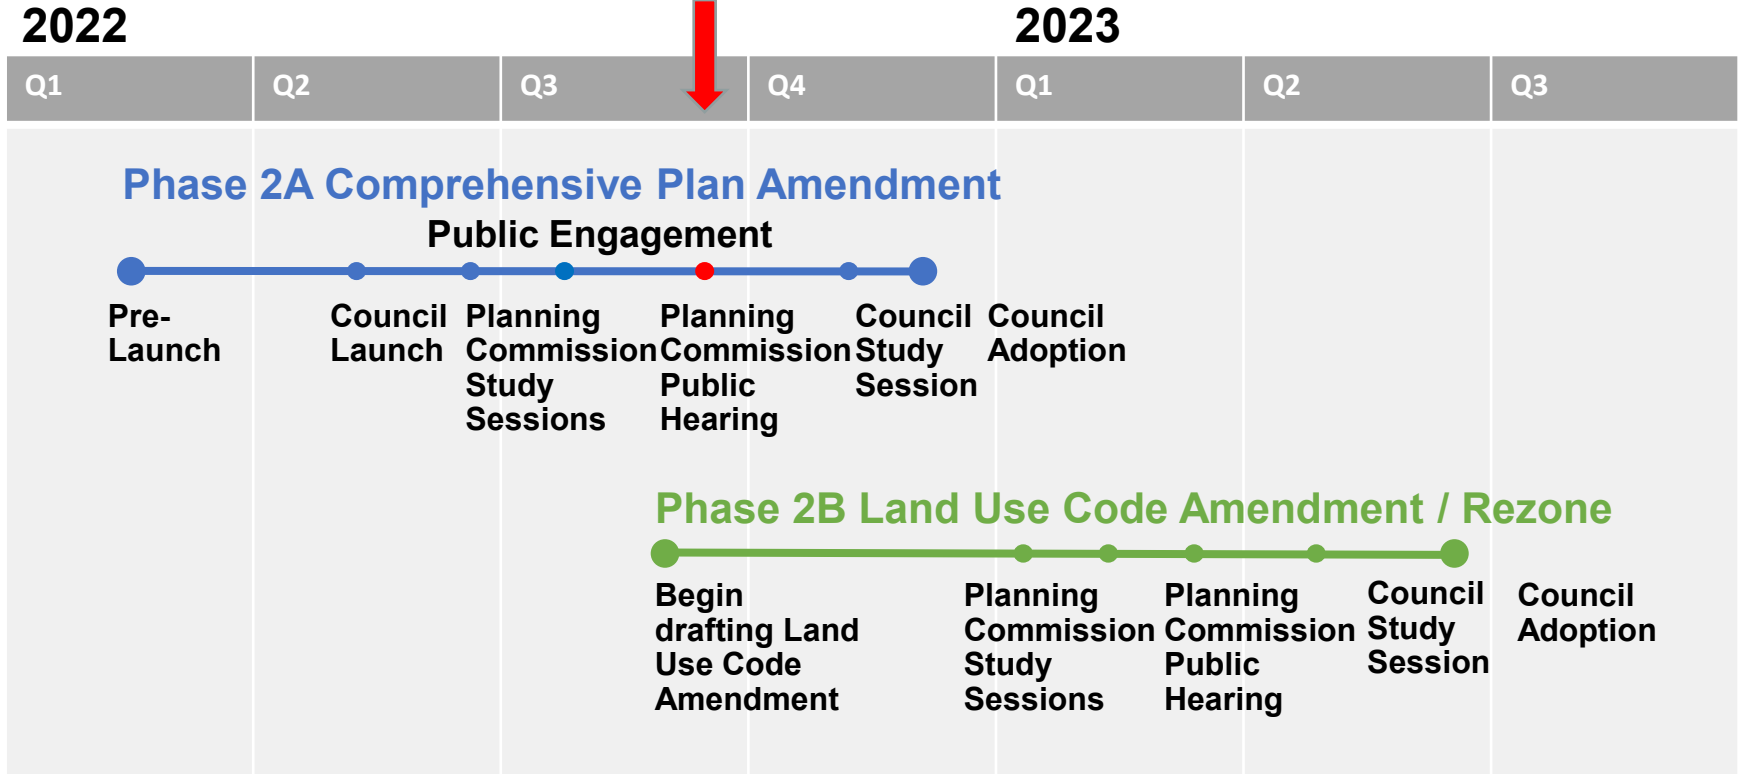 2022
2023
Q1
Q2
Q3
Q4
Q1
Q2
Q3
Phase 2A Comprehensive Plan Amendment
Public Engagement
Pre-
Launch
Council
Launch
Planning
Commission
Study
Sessions
Planning
Commission
Public
Hearing
Council
Study
Session
Council
Adoption
Phase 2B Land Use Code Amendment / Rezone
Begin
drafting Land
Use Code
Amendment
Planning
Commission
Study
Sessions
Planning
Commission
Public
Hearing
Council
Study
Session
Council
Adoption